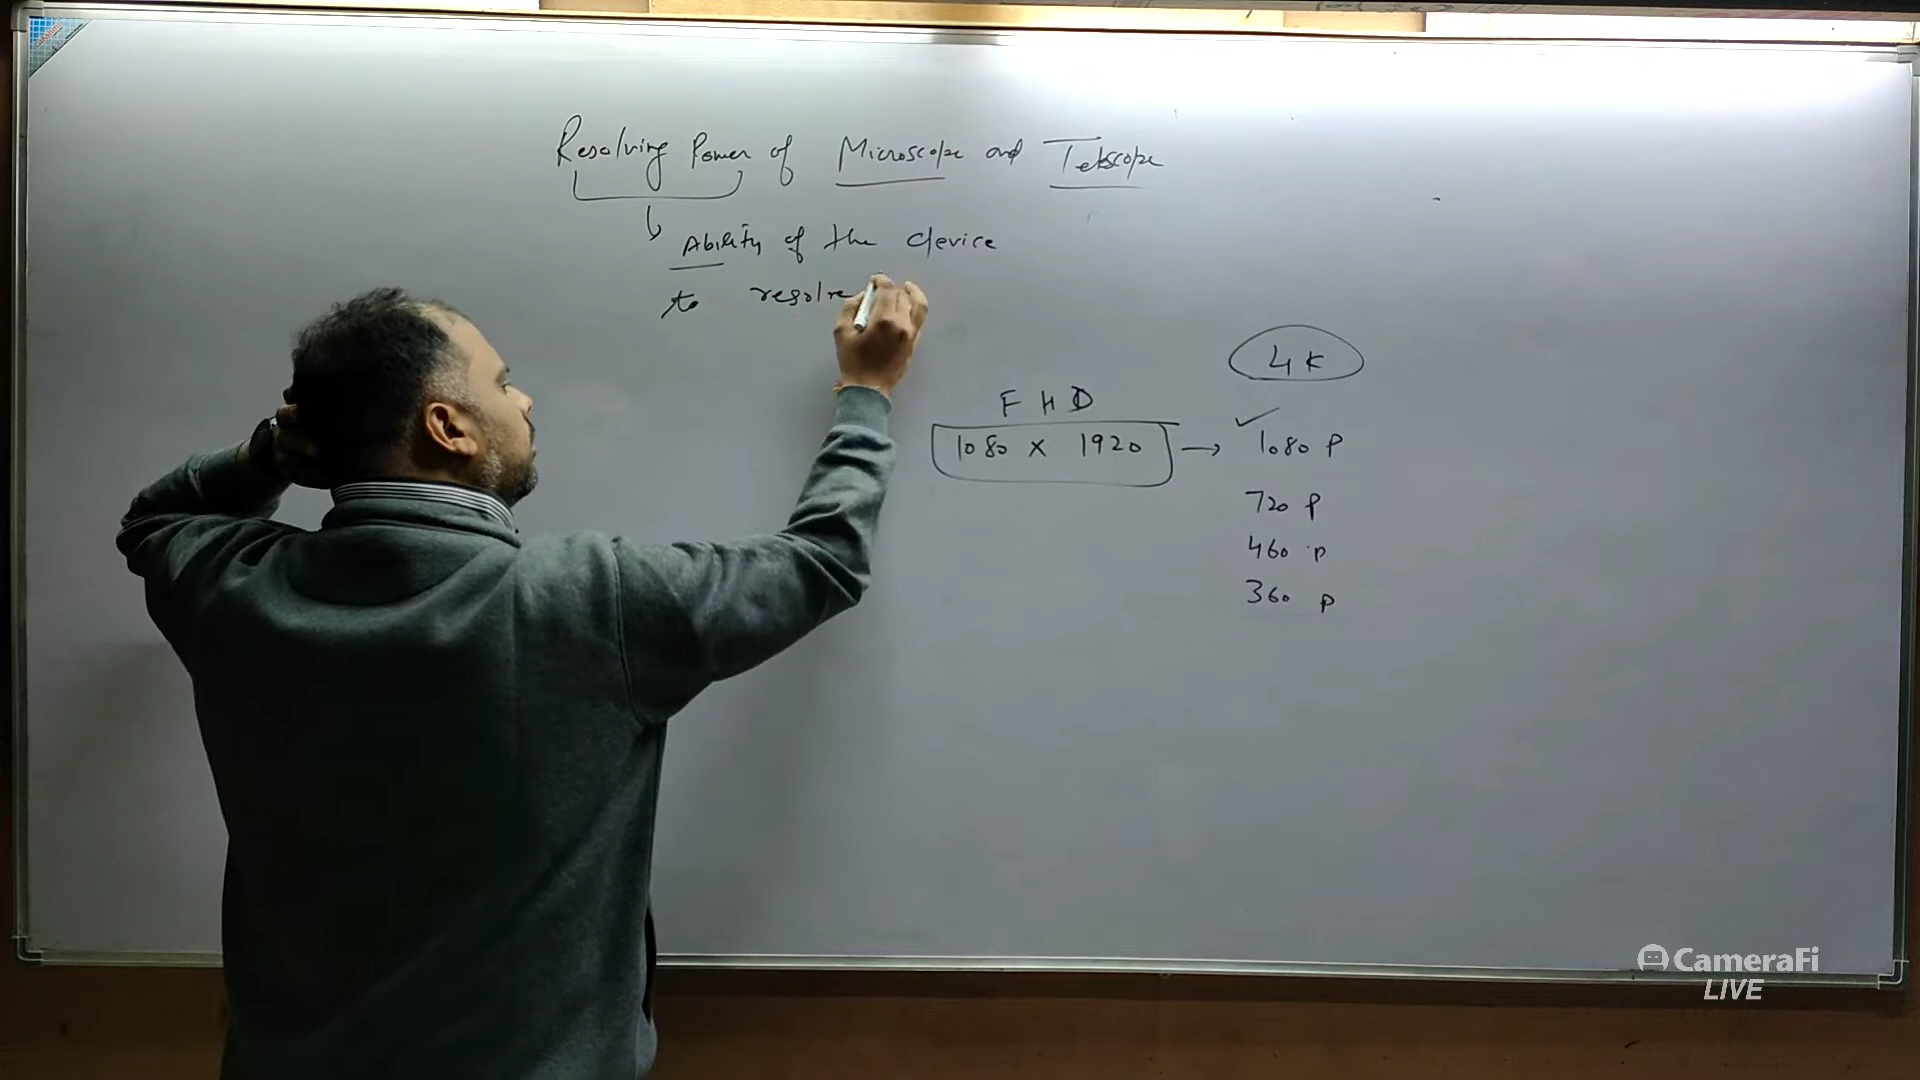 Resolving Power of Microscope and Telescope
Ability of the device
to resolve
4K
FHD
1080 x 1920 → 1080 P
720 P
460 p
360 p
CameraFi
LIVE